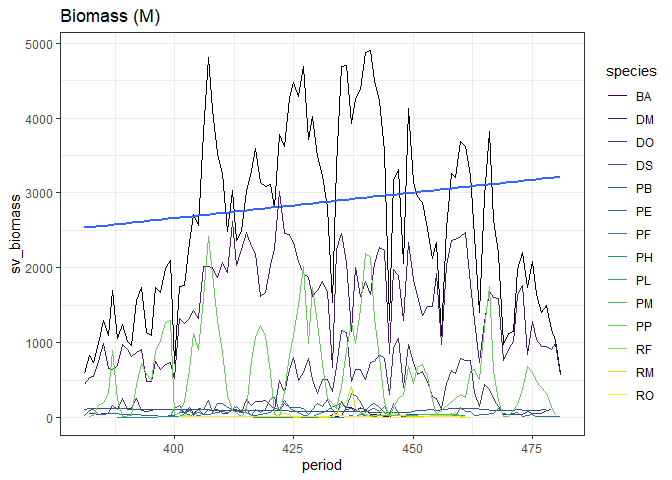 Biomass (M)
sv_biomass
5000
4000
3000
2000
1000
0
400
425
450
475
period
species
BA
DM
DO
DS
PB
PE
PF
PH
PL
PM
PP
RF
RM
RO